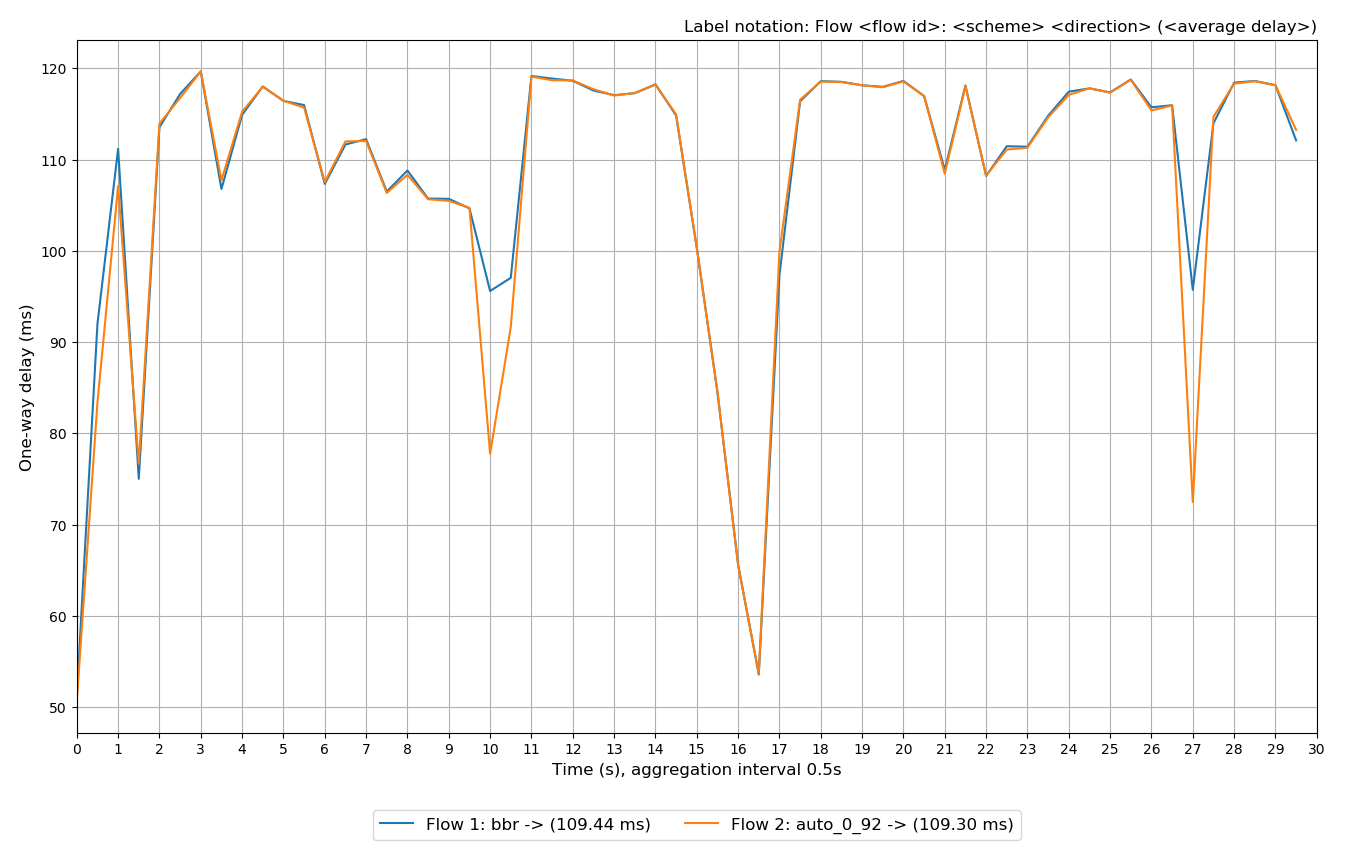 Label notation: Flow <flow id>: <scheme> <direction> (<average delay>)
120
110
100
90
80
70
60
50
One-way delay (ms)
0 1 2 3 4 5 6 7 8 9 10 11 12 13 14 15 16 17 18 19 20 21 22 23 24 25 26 27 28 29 30
Time (s), aggregation interval 0.5s
Flow 1: bbr -> (109.44 ms) Flow 2: auto_0_92 -> (109.30 ms)